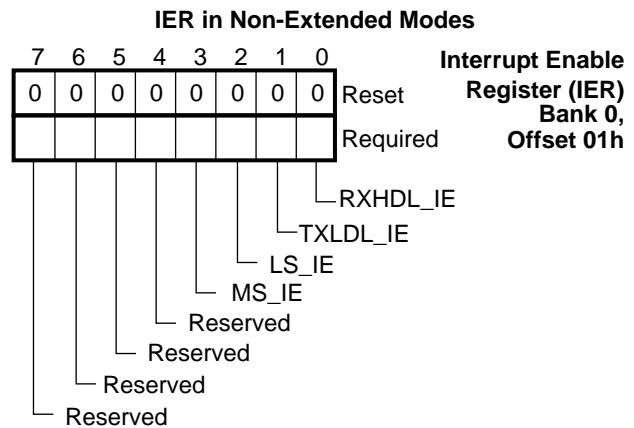 IER in Non-Extended Modes
7 6 5 4 3 2 1 0
Interrupt Enable
Register (IER)
Bank 0,
Offset 01h
0 0 0 0 0 0 0 0 Reset
Required
RXHDL_IE
TXLDL_IE
LS_IE
MS_IE
Reserved
Reserved
Reserved
Reserved